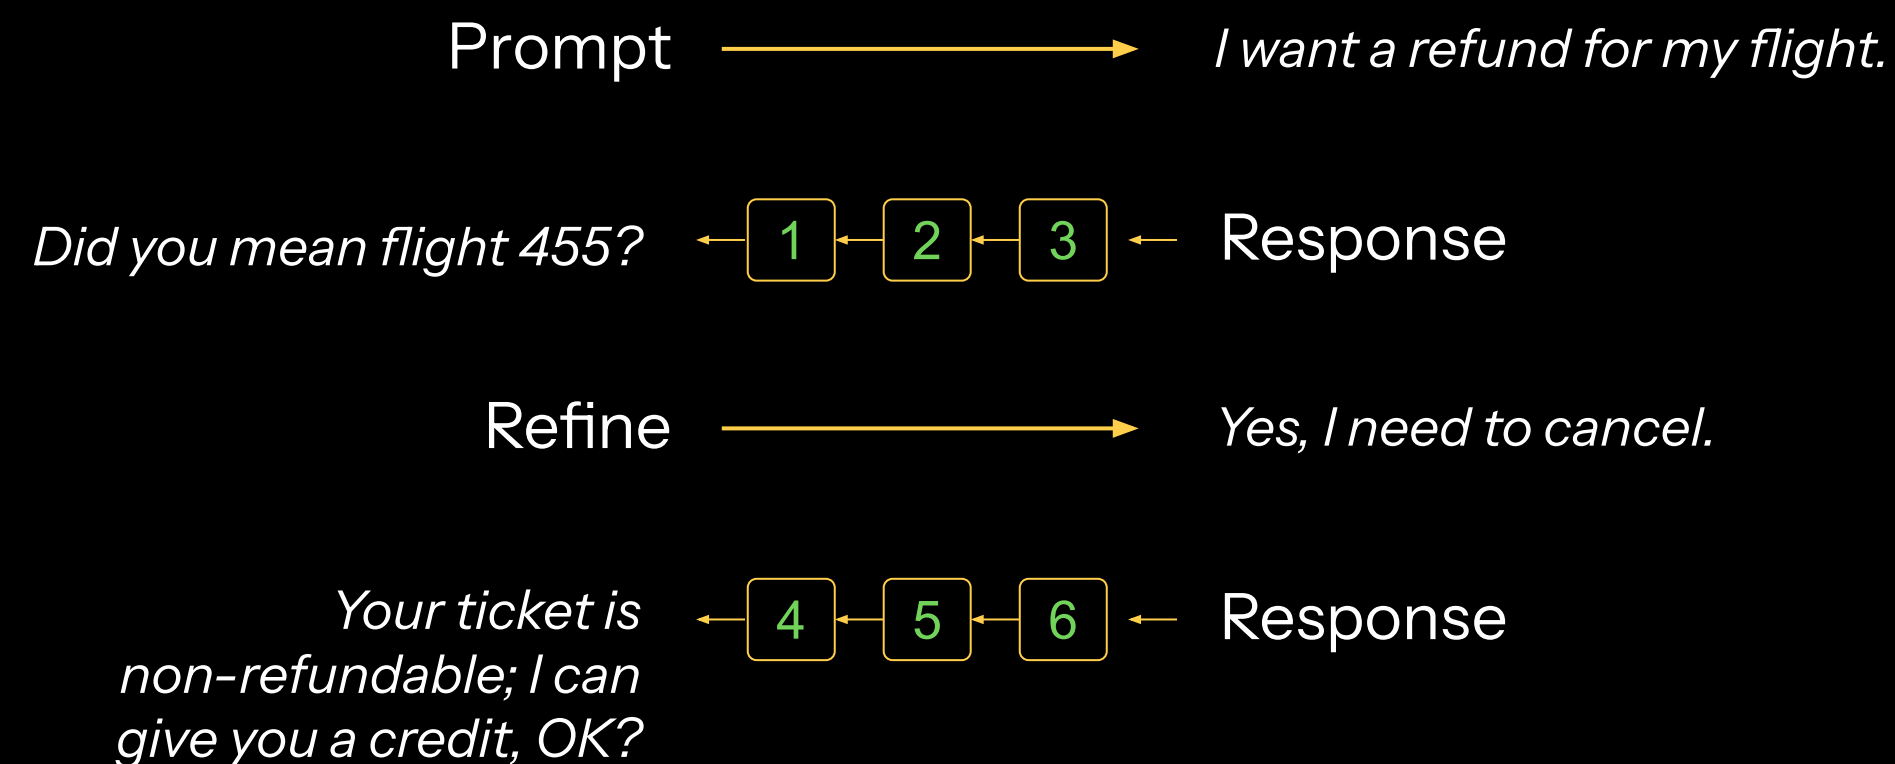 Prompt
I want a refund for my flight.
Did you mean flight 455?
1
2
3
Response
Refine
Yes, I need to cancel.
Your ticket is
non-refundable; I can
give you a credit, OK?
4
5
6
Response